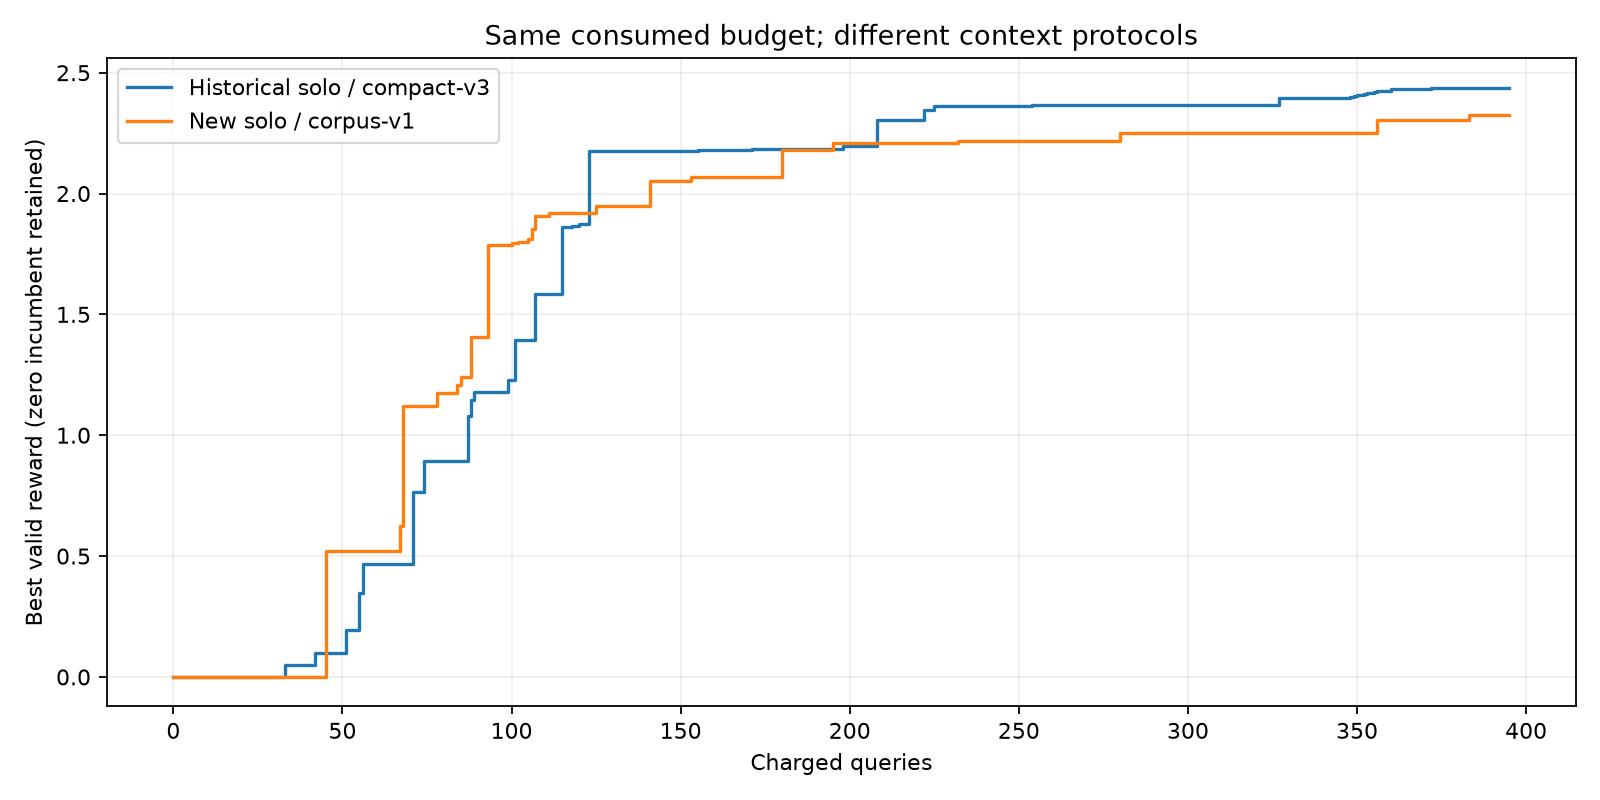 Same consumed budget; different context protocols
Historical solo / compact-v3
New solo / corpus-v1
Best valid reward (zero incumbent retained)
2.5
2.0
1.5
1.0
0.5
0.0
0 50 100 150 200 250 300 350 400
Charged queries